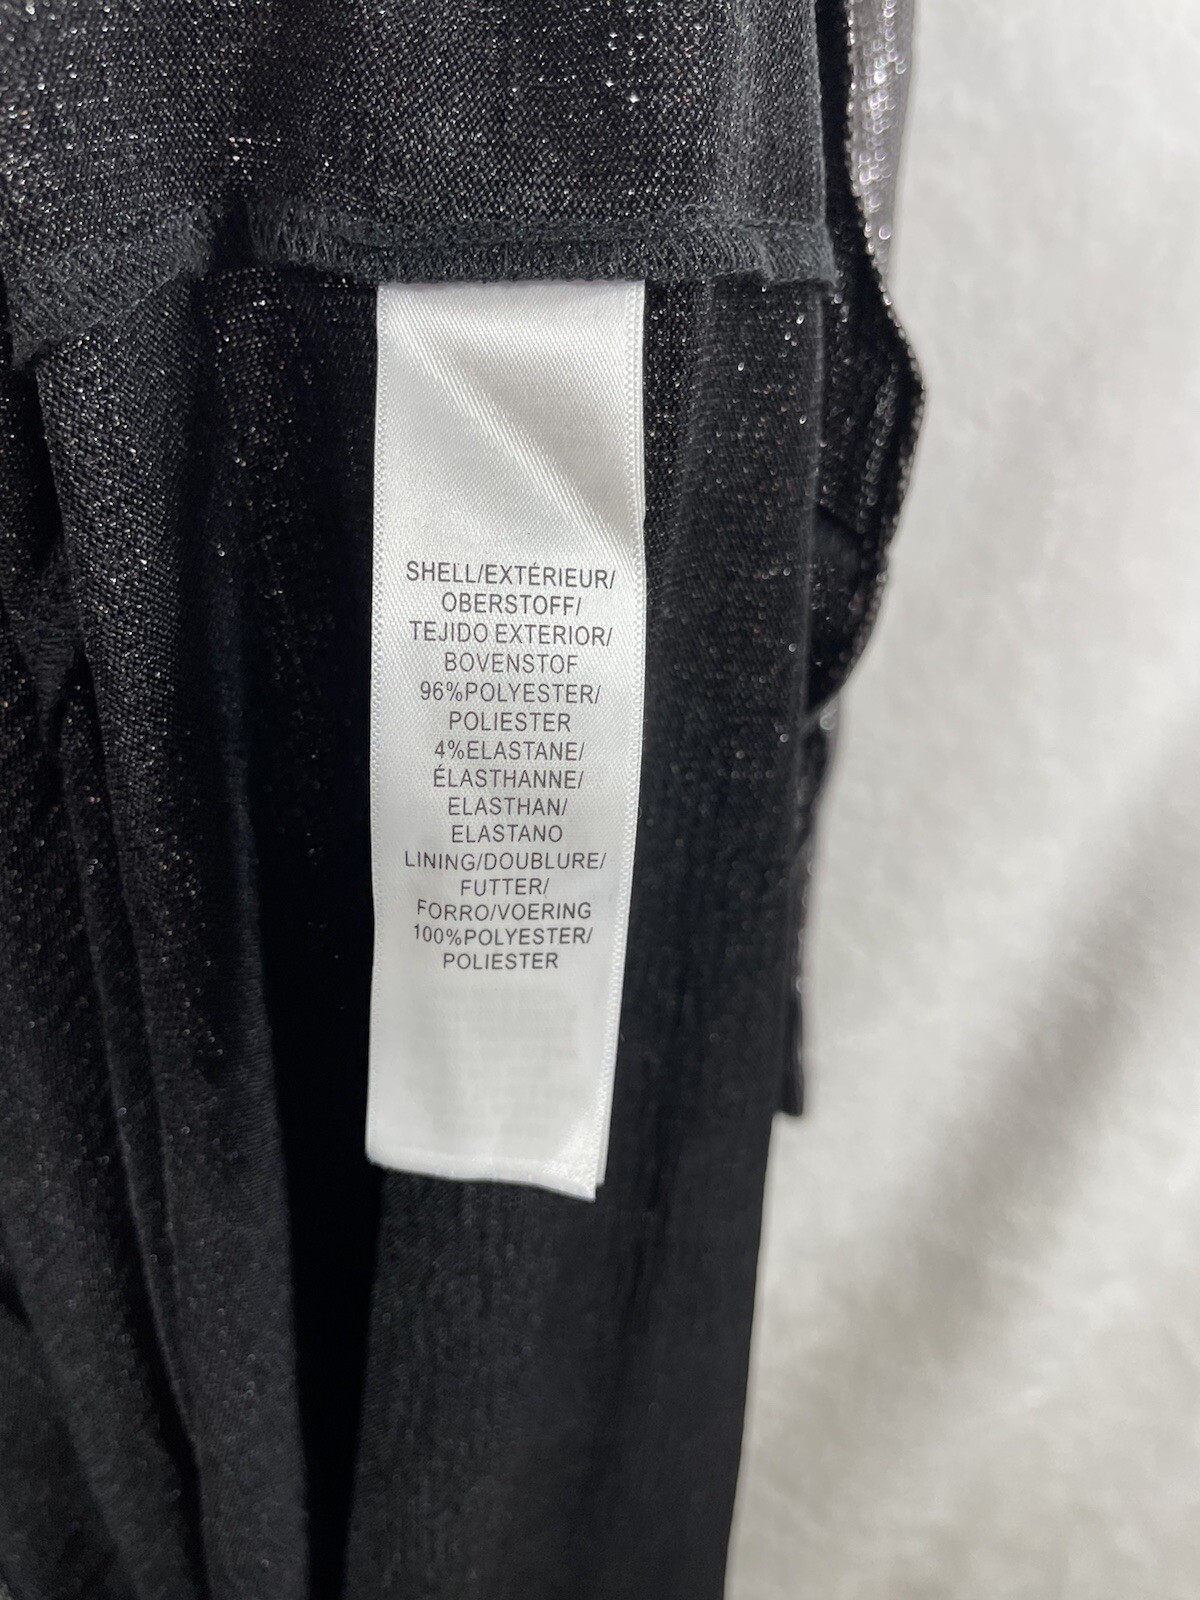 SHELL/EXTÉRIEUR/
OBERSTOFF/
TEJIDO EXTERIOR/
BOVENSTOF
96%POLYESTER/
POLIESTER
4%ELASTANE/
ÉLASTHANNE/
ELASTHAN/
ELASTANO
LINING/DOUBLURE/
FUTTER/
FORRO/VOERING
100%POLYESTER/
POLIESTER